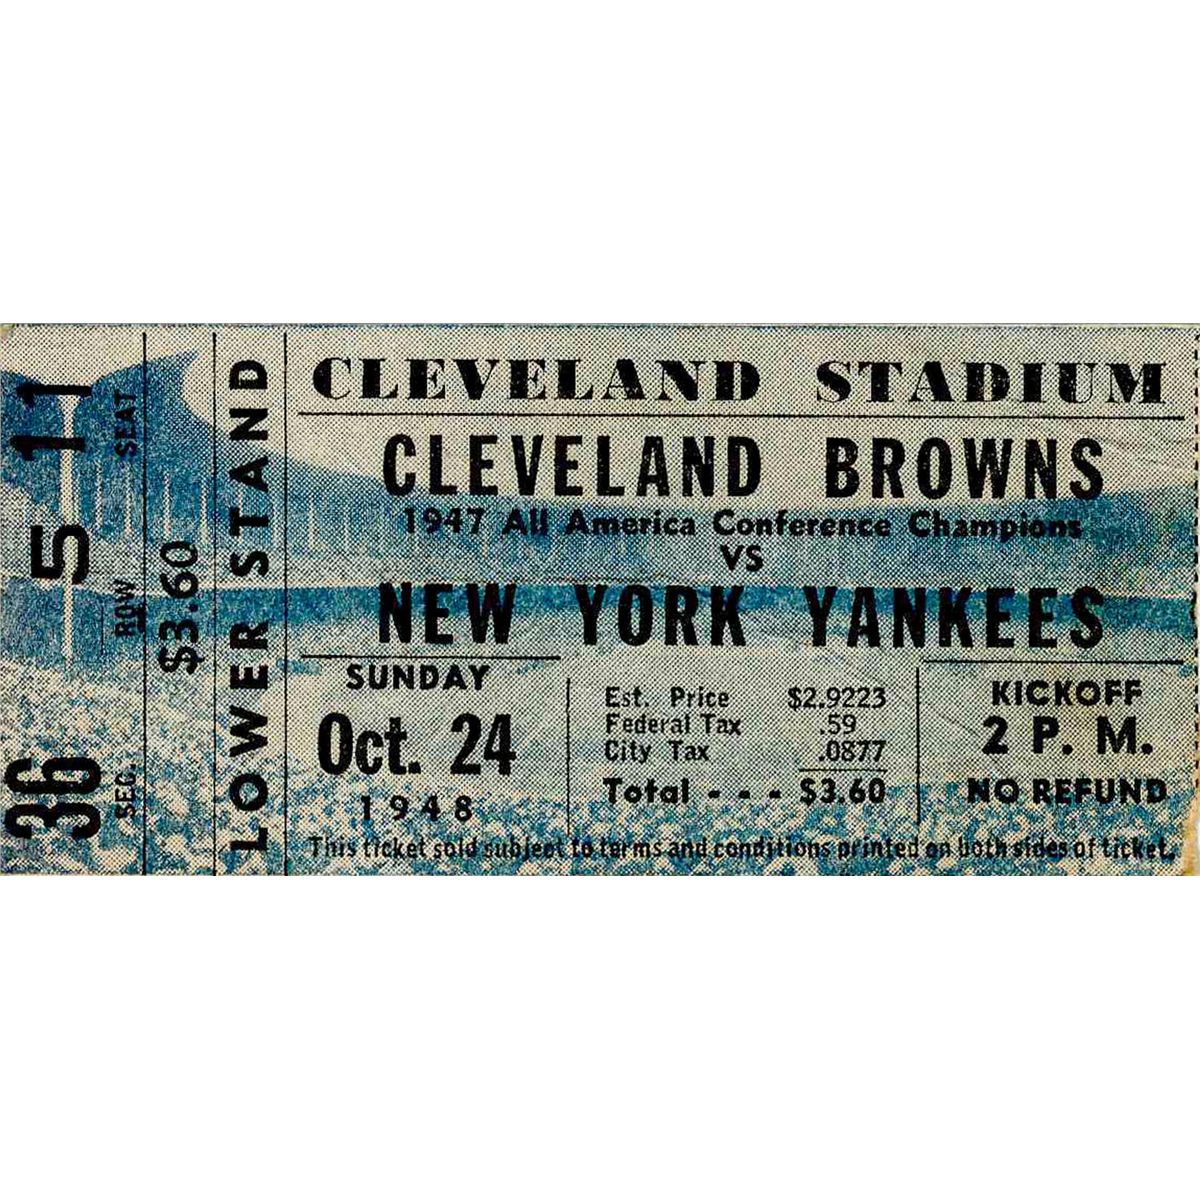 11 SEAT
5 ROW
36 SEC.
$3.60
LOWER STAND
CLEVELAND STADIUM
CLEVELAND BROWNS
1947 All America Conference Champions
VS
NEW YORK YANKEES
SUNDAY
Oct. 24
1948
Est. Price $2.9223
Federal Tax .59
City Tax .0877
Total - - - $3.60
KICKOFF
2 P. M.
NO REFUND
This ticket sold subject to terms and conditions printed on both sides of ticket.